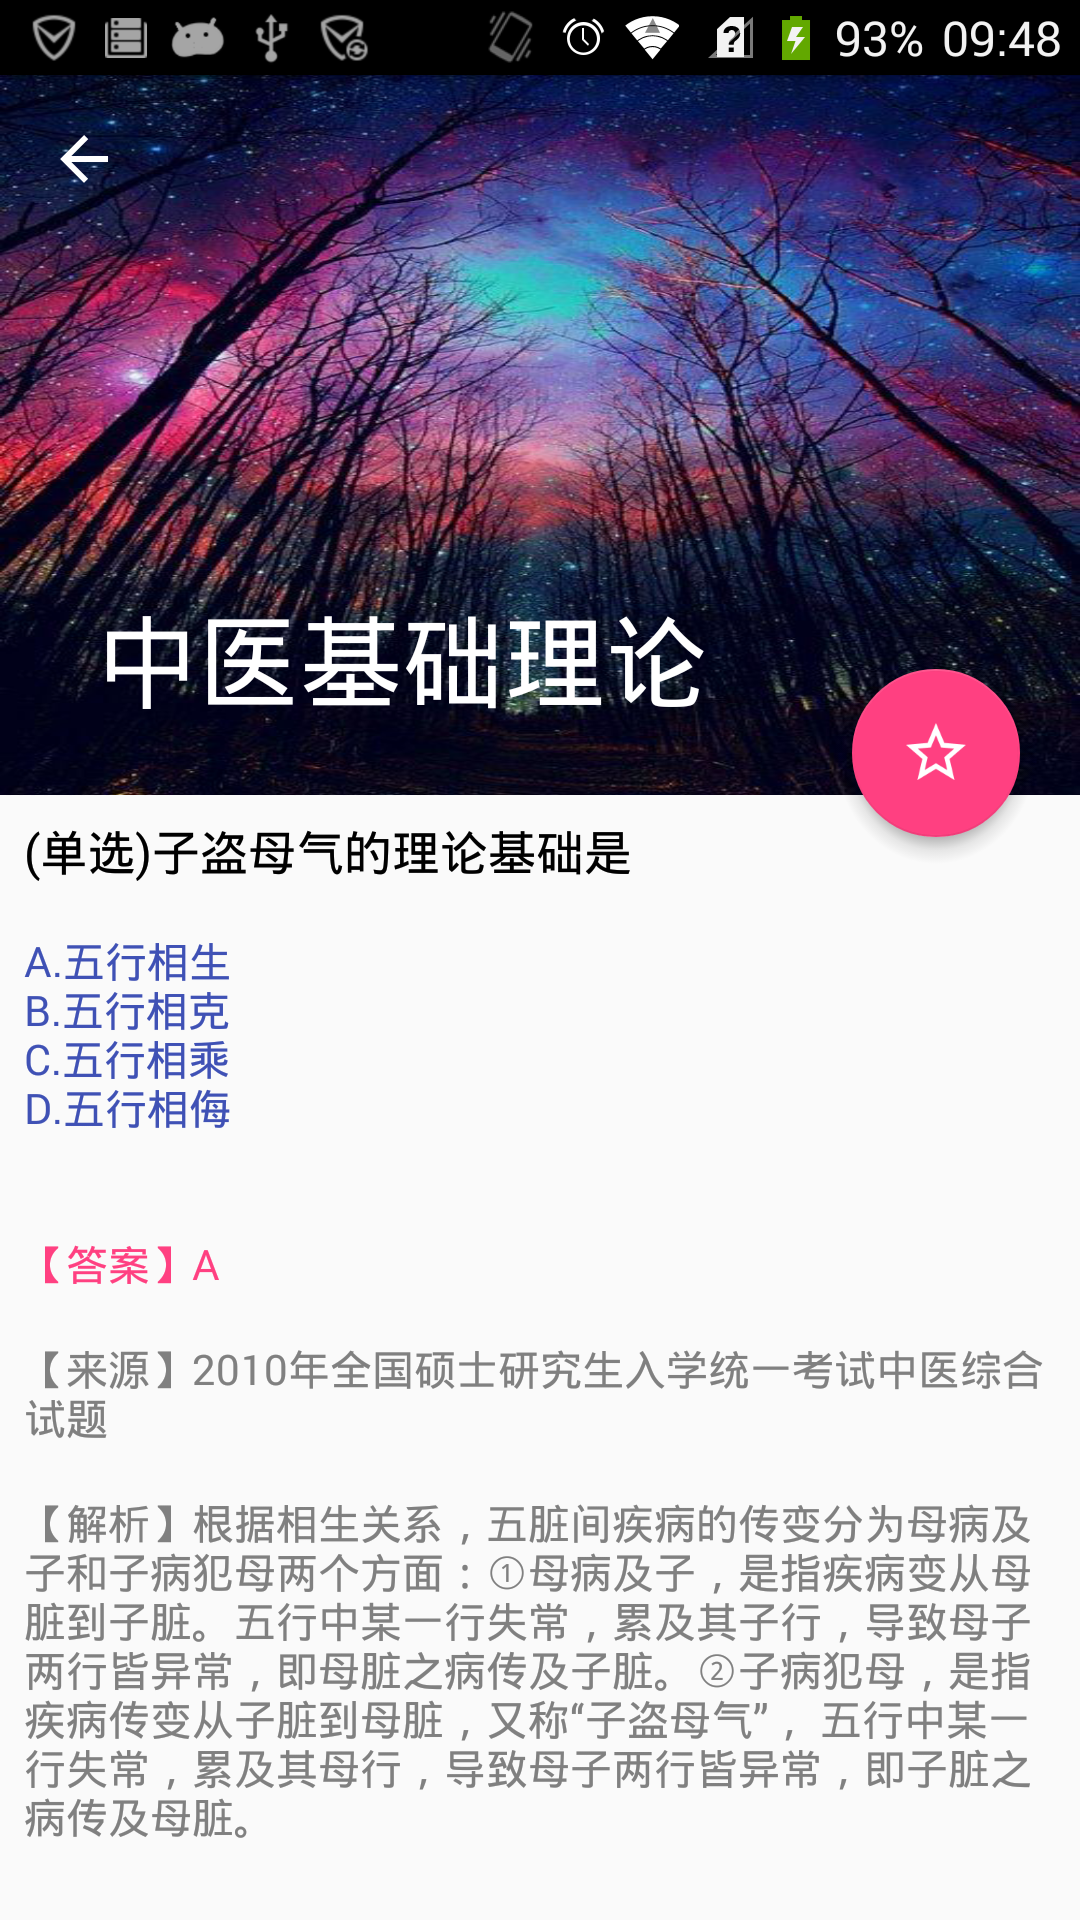 93% 09:48
中医基础理论
(单选)子盗母气的理论基础是
A.五行相生
B.五行相克
C.五行相乘
D.五行相侮
【答案】A
【来源】2010年全国硕士研究生入学统一考试中医综合
试题
【解析】根据相生关系，五脏间疾病的传变分为母病及
子和子病犯母两个方面：①母病及子，是指疾病变从母
脏到子脏。五行中某一行失常，累及其子行，导致母子
两行皆异常，即母脏之病传及子脏。②子病犯母，是指
疾病传变从子脏到母脏，又称“子盗母气”，五行中某一
行失常，累及其母行，导致母子两行皆异常，即子脏之
病传及母脏。